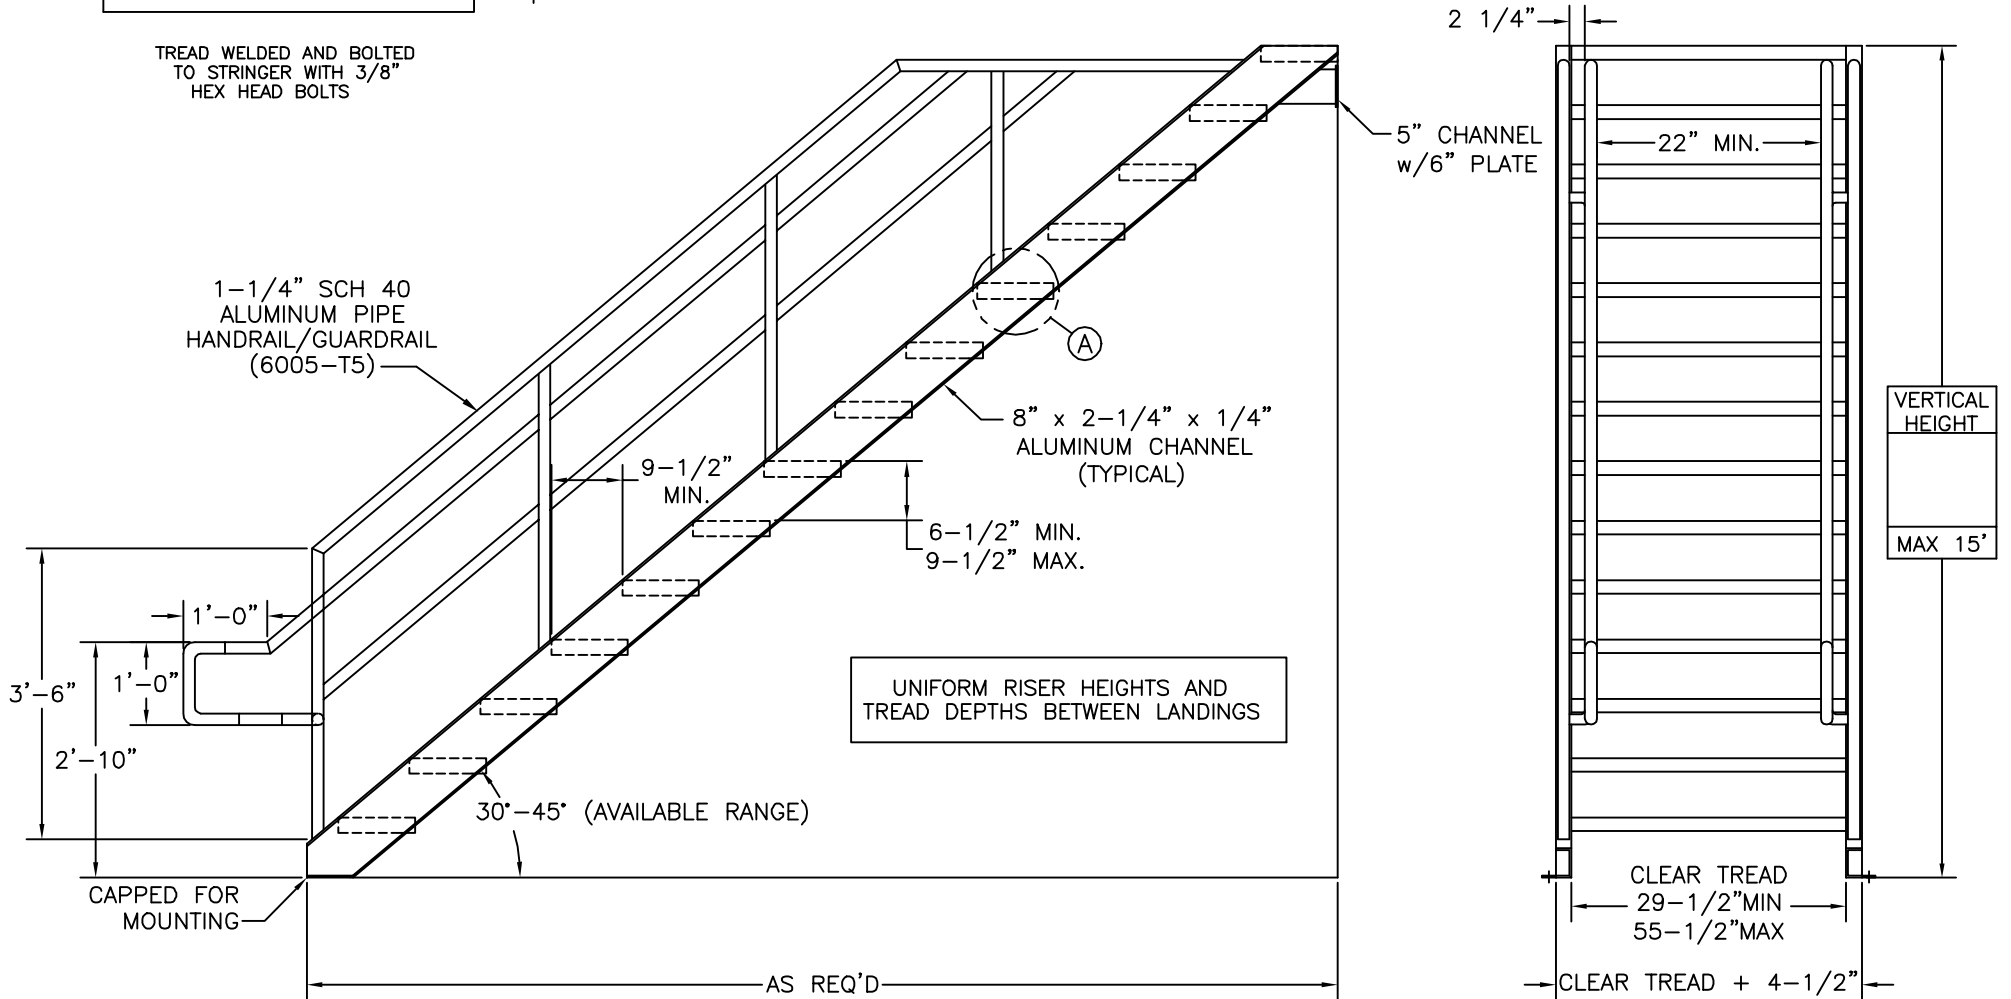 2 1/4”
TREAD WELDED AND BOLTED
TO STRINGER WITH 3/8”
HEX HEAD BOLTS
5” CHANNEL
w/6” PLATE
22” MIN.
1-1/4” SCH 40
ALUMINUM PIPE
HANDRAIL/GUARDRAIL
(6005-T5)
A
8” x 2-1/4” x 1/4”
ALUMINUM CHANNEL
(TYPICAL)
VERTICAL
HEIGHT
MAX 15’
9-1/2”
MIN.
6-1/2” MIN.
9-1/2” MAX.
1’-0”
1’-0”
3’-6”
2’-10”
UNIFORM RISER HEIGHTS AND
TREAD DEPTHS BETWEEN LANDINGS
30°-45° (AVAILABLE RANGE)
CAPPED FOR
MOUNTING
CLEAR TREAD
29-1/2”MIN
55-1/2”MAX
AS REQ’D
CLEAR TREAD + 4-1/2”